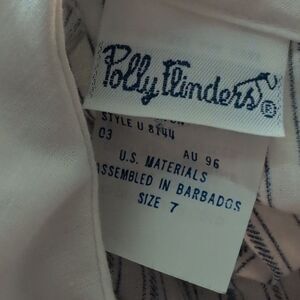 Polly Flinders ®
STYLE U 8144
03 AU 96
U.S. MATERIALS
ASSEMBLED IN BARBADOS
SIZE 7